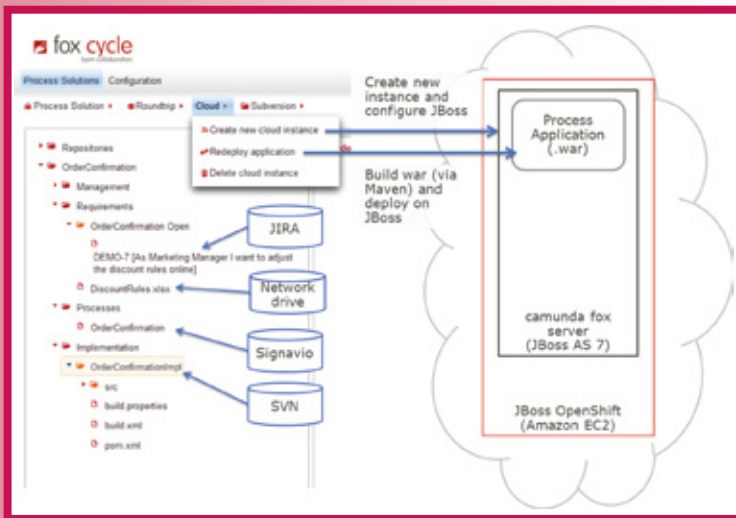 fox cycle
bpm collaboration
Process Solutions Configuration
Process Solution Roundtrip Cloud Subversion
Create new cloud instance
Redeploy application
Delete cloud instance
Repositories
OrderConfirmation
Management
Requirements
OrderConfirmation Open
DEMO-7 [As Marketing Manager I want to adjust
the discount rules online]
DiscountRules.xlsx
Processes
OrderConfirmation
Implementation
OrderConfirmationImpl
src
build.properties
build.xml
pom.xml
JIRA
Network
drive
Signavio
SVN
Create new
instance and
configure JBoss
Build war (via
Maven) and
deploy on
JBoss
Process
Application
(.war)
camunda fox
server
(JBoss AS 7)
JBoss OpenShift
(Amazon EC2)